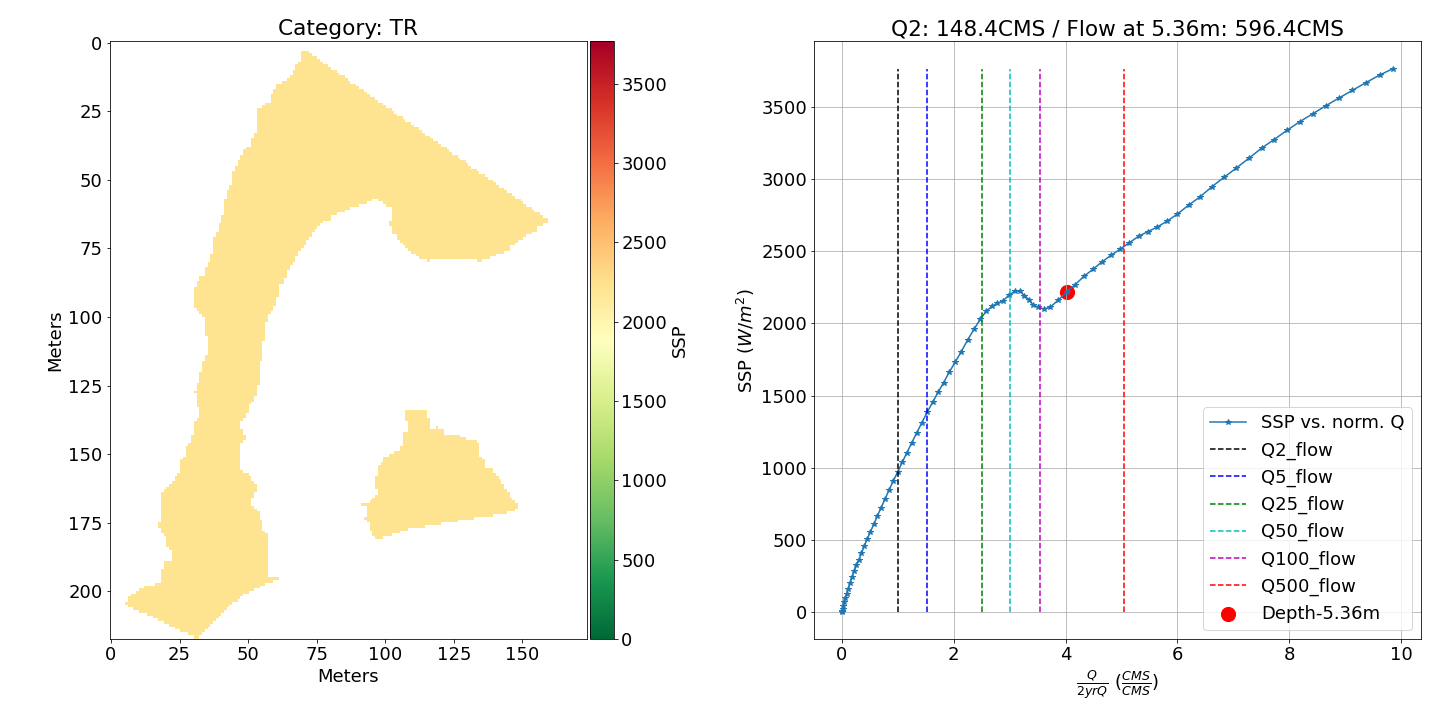 Category: TR
0
25
50
75
100
125
150
175
200
Meters
0
25
50
75
100
125
150
Meters
3500
3000
2500
2000
1500
1000
500
0
SSP
Q2: 148.4CMS / Flow at 5.36m: 596.4CMS
3500
3000
2500
2000
1500
1000
500
0
SSP (W/m²)
0
2
4
6
8
10
Q/2yrQ (CMS/CMS)
SSP vs. norm. Q
Q2_flow
Q5_flow
Q25_flow
Q50_flow
Q100_flow
Q500_flow
Depth-5.36m